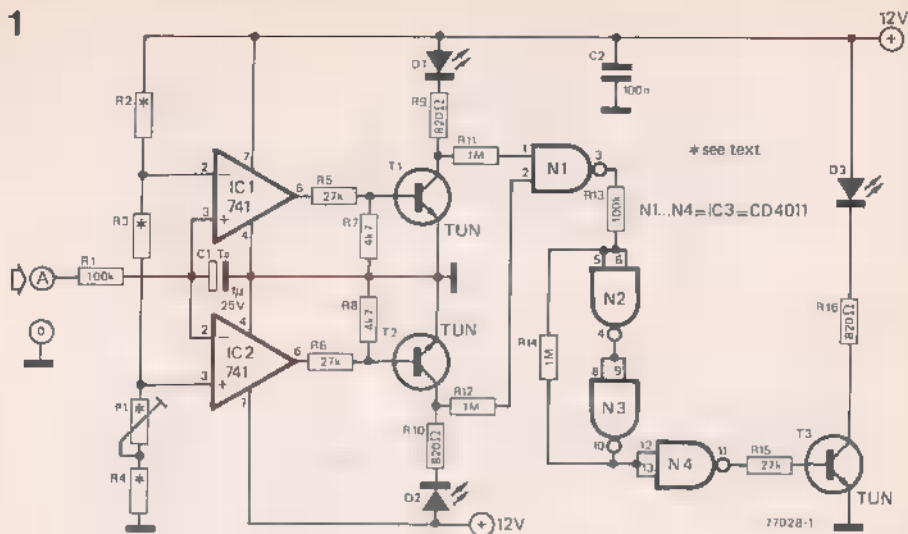 1
12V
D1
C2
100n
R2
*
R9
820Ω
R11
1M
1
2
N1
3
* see text
D3
2
IC1
741
7
6
3
4
R5
27k
T1
TUN
R13
100k
N1...N4=IC3=CD4011
R3
*
R7
4k7
A
R1
100k
C1
Ta
1µ
25V
5
6
N2
4
R16
820Ω
0
R8
4k7
T2
TUN
R14
1M
2
IC2
741
4
6
3
7
R6
27k
8
9
N3
10
P1
*
R12
1M
R10
820Ω
12
13
N4
11
R15
27k
T3
R4
*
D2
12V
TUN
77028-1